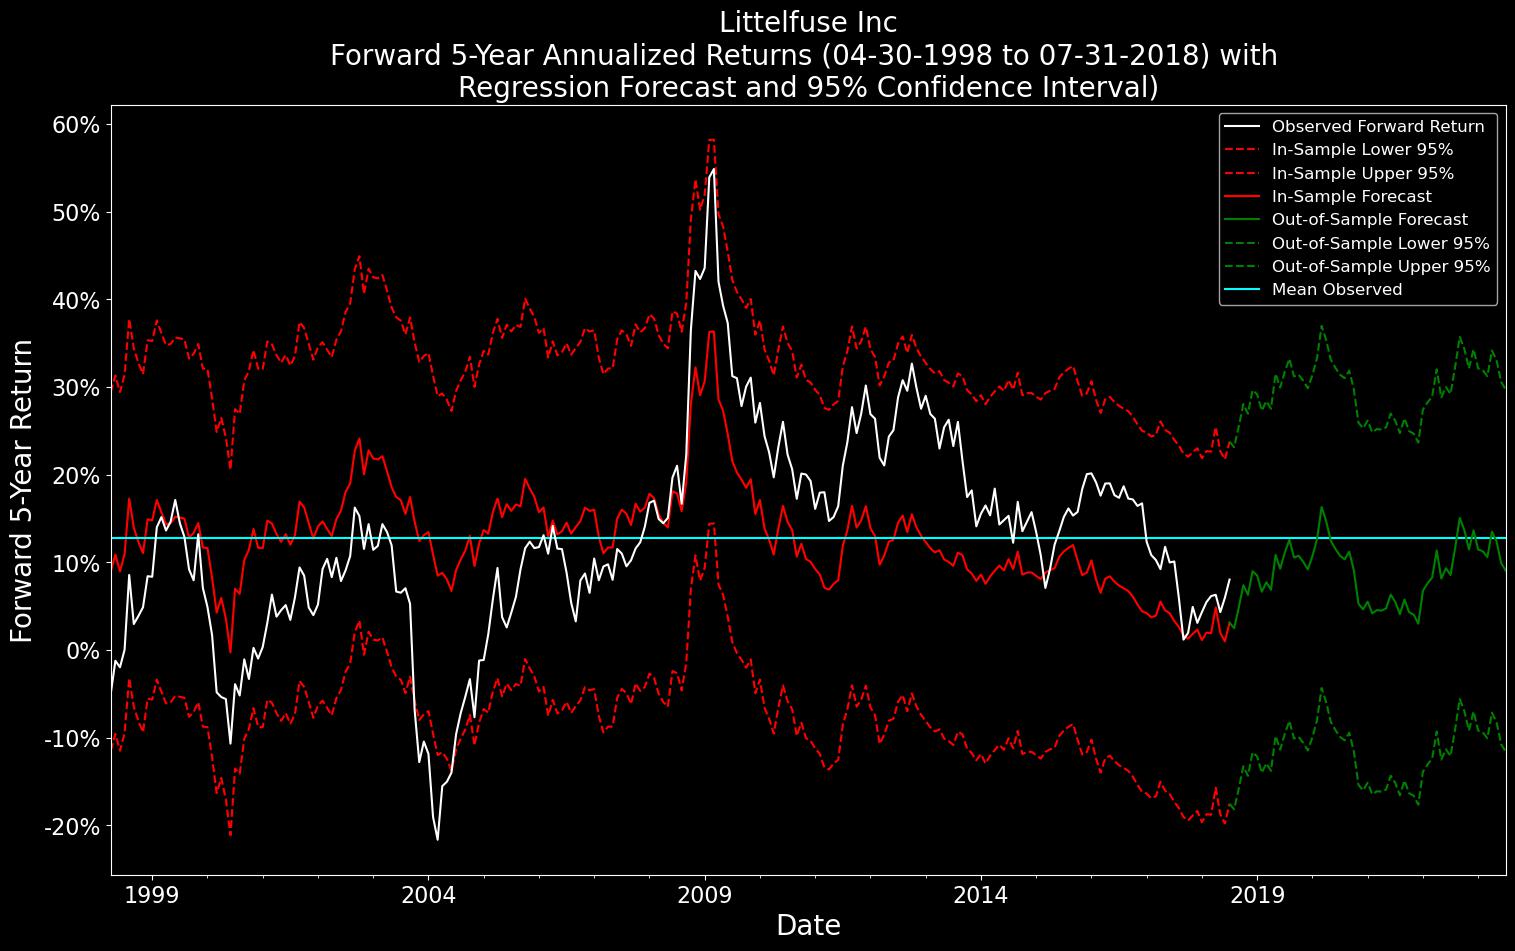 Littelfuse Inc
Forward 5-Year Annualized Returns (04-30-1998 to 07-31-2018) with
Regression Forecast and 95% Confidence Interval)
Forward 5-Year Return
60%
50%
40%
30%
20%
10%
0%
-10%
-20%
Observed Forward Return
In-Sample Lower 95%
In-Sample Upper 95%
In-Sample Forecast
Out-of-Sample Forecast
Out-of-Sample Lower 95%
Out-of-Sample Upper 95%
Mean Observed
1999 2004 2009 2014 2019
Date